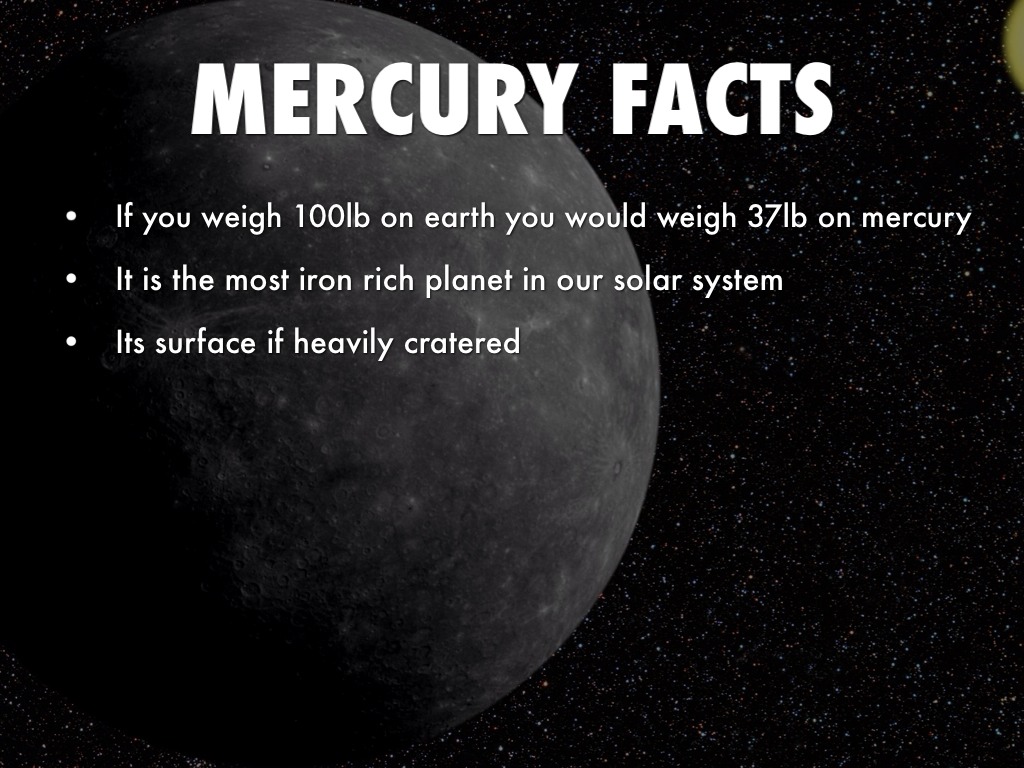 MERCURY FACTS
• If you weigh 100lb on earth you would weigh 37lb on mercury
• It is the most iron rich planet in our solar system
• Its surface if heavily cratered